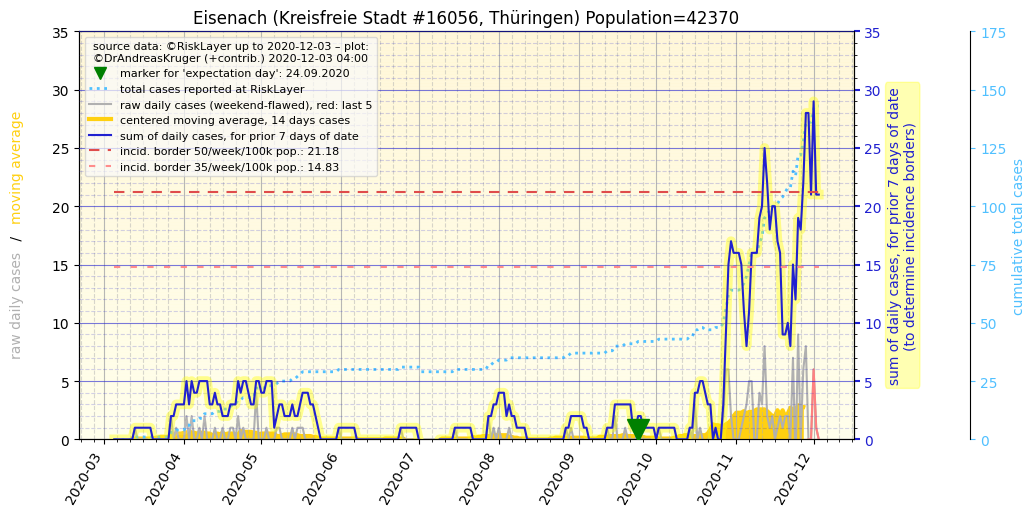 Eisenach (Kreisfreie Stadt #16056, Thüringen) Population=42370
source data: ©RiskLayer up to 2020-12-03 – plot:
©DrAndreasKruger (+contrib.) 2020-12-03 04:00
marker for 'expectation day': 24.09.2020
total cases reported at RiskLayer
raw daily cases (weekend-flawed), red: last 5
centered moving average, 14 days cases
sum of daily cases, for prior 7 days of date
incid. border 50/week/100k pop.: 21.18
incid. border 35/week/100k pop.: 14.83
raw daily cases / moving average
35
30
25
20
15
10
5
0
35
30
25
20
15
10
5
0
sum of daily cases, for prior 7 days of date
(to determine incidence borders)
175
150
125
100
75
50
25
0
cumulative total cases
2020-03
2020-04
2020-05
2020-06
2020-07
2020-08
2020-09
2020-10
2020-11
2020-12